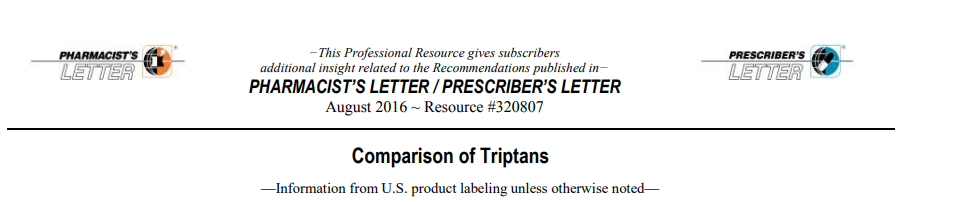 PHARMACIST'S
LETTER
−This Professional Resource gives subscribers
additional insight related to the Recommendations published in−
PHARMACIST'S LETTER / PRESCRIBER'S LETTER
August 2016 ~ Resource #320807
PRESCRIBER'S
LETTER
Comparison of Triptans
—Information from U.S. product labeling unless otherwise noted—